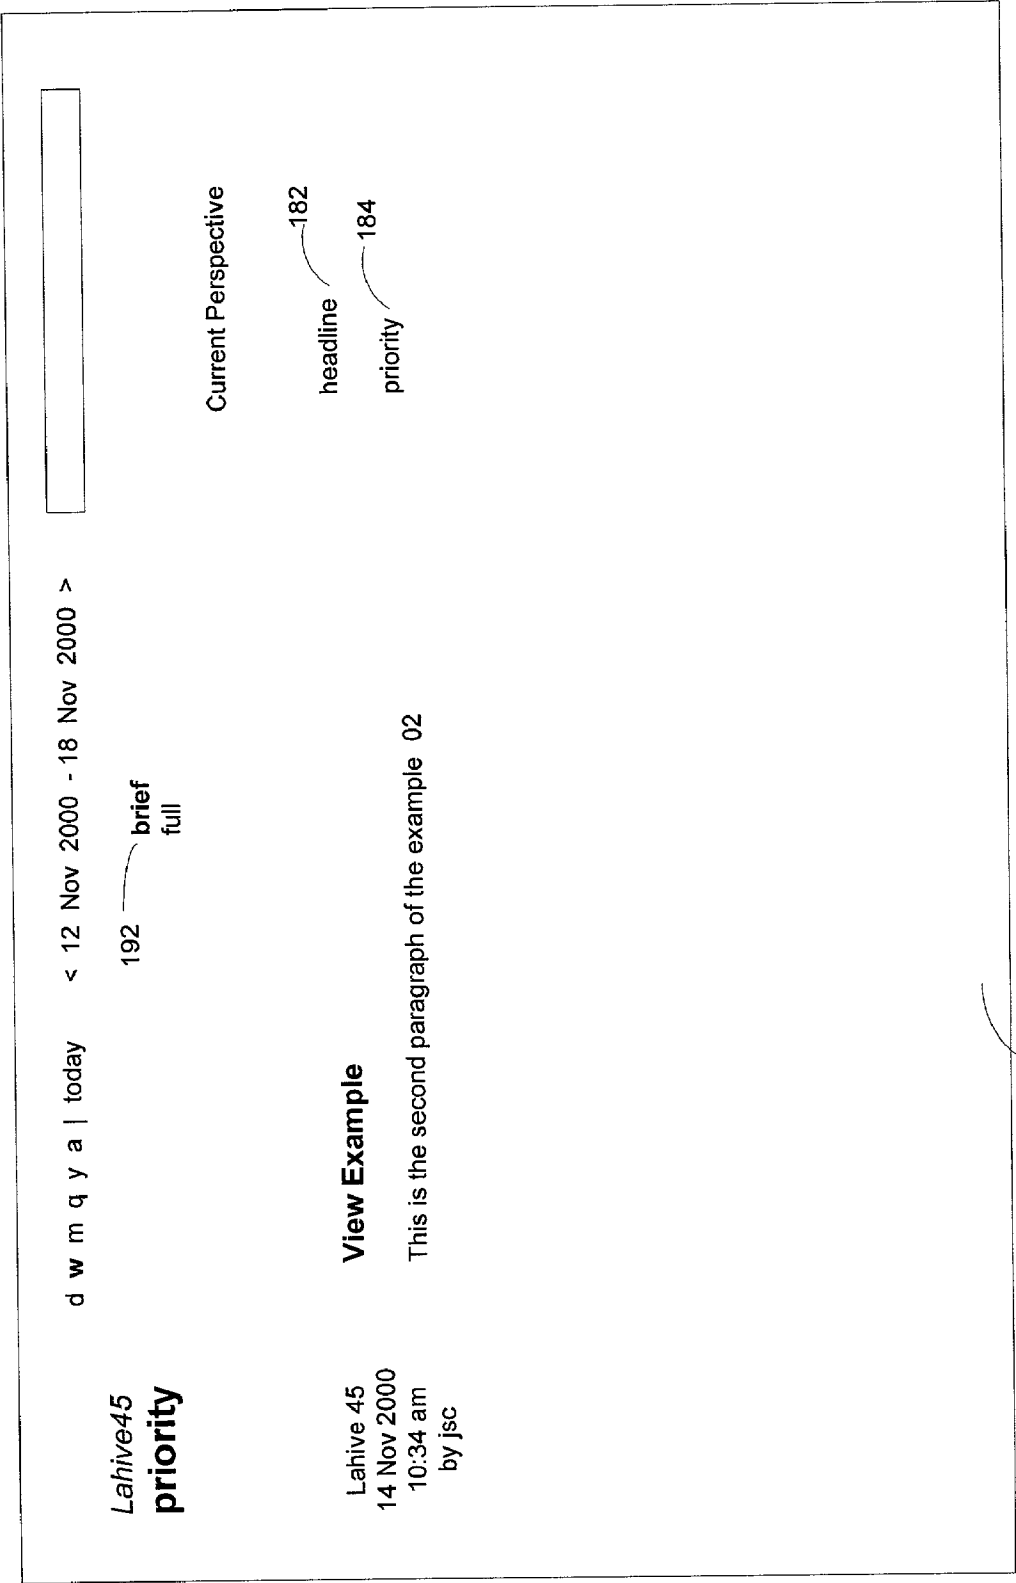 d w m q y a | today < 12 Nov 2000 - 18 Nov 2000 >
Lahive45
priority
192
brief
full
Current Perspective
headline 182
priority 184
View Example
This is the second paragraph of the example 02
Lahive 45
14 Nov 2000
10:34 am
by jsc